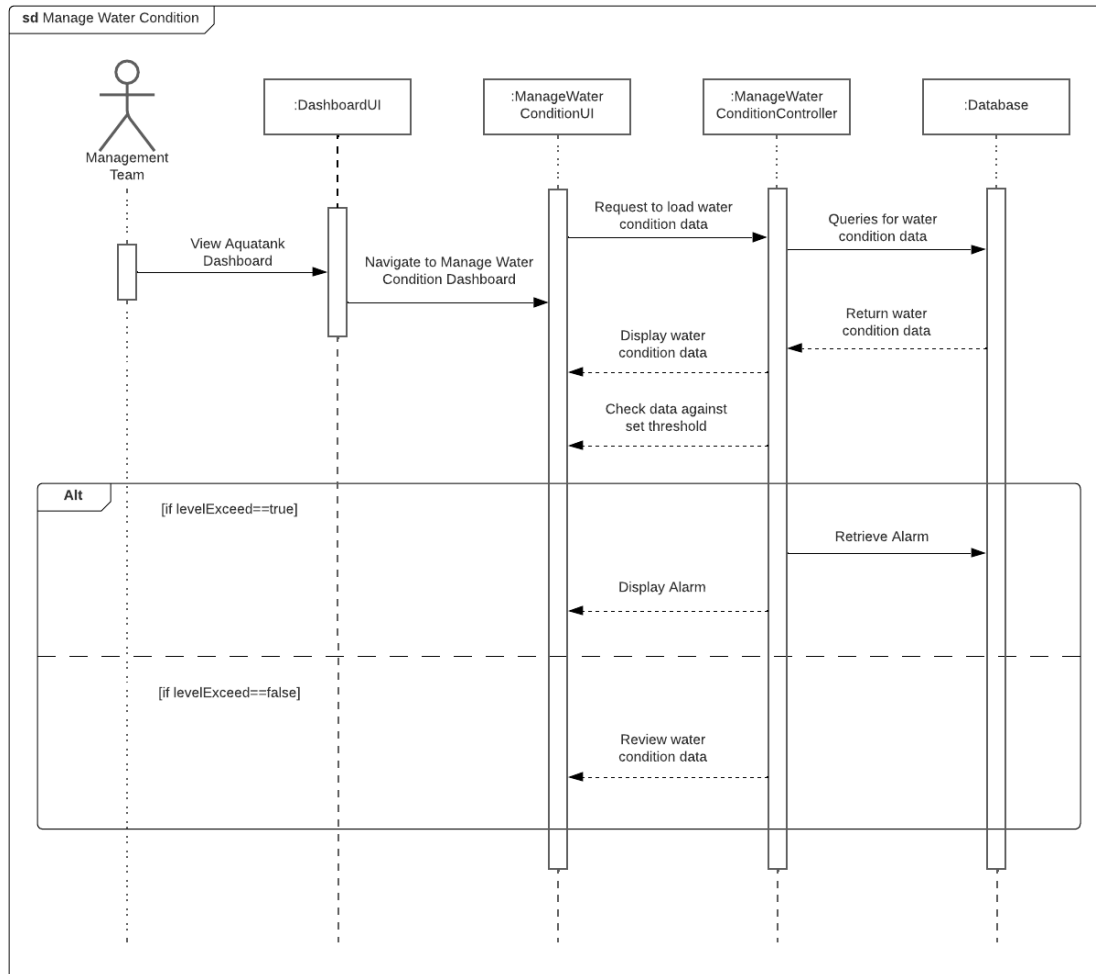 sd Manage Water Condition
Management
Team
:DashboardUI
:ManageWater
ConditionUI
:ManageWater
ConditionController
:Database
Request to load water
condition data
Queries for water
condition data
View Aquatank
Dashboard
Navigate to Manage Water
Condition Dashboard
Return water
condition data
Display water
condition data
Check data against
set threshold
Alt
[if levelExceed==true]
Retrieve Alarm
Display Alarm
[if levelExceed==false]
Review water
condition data